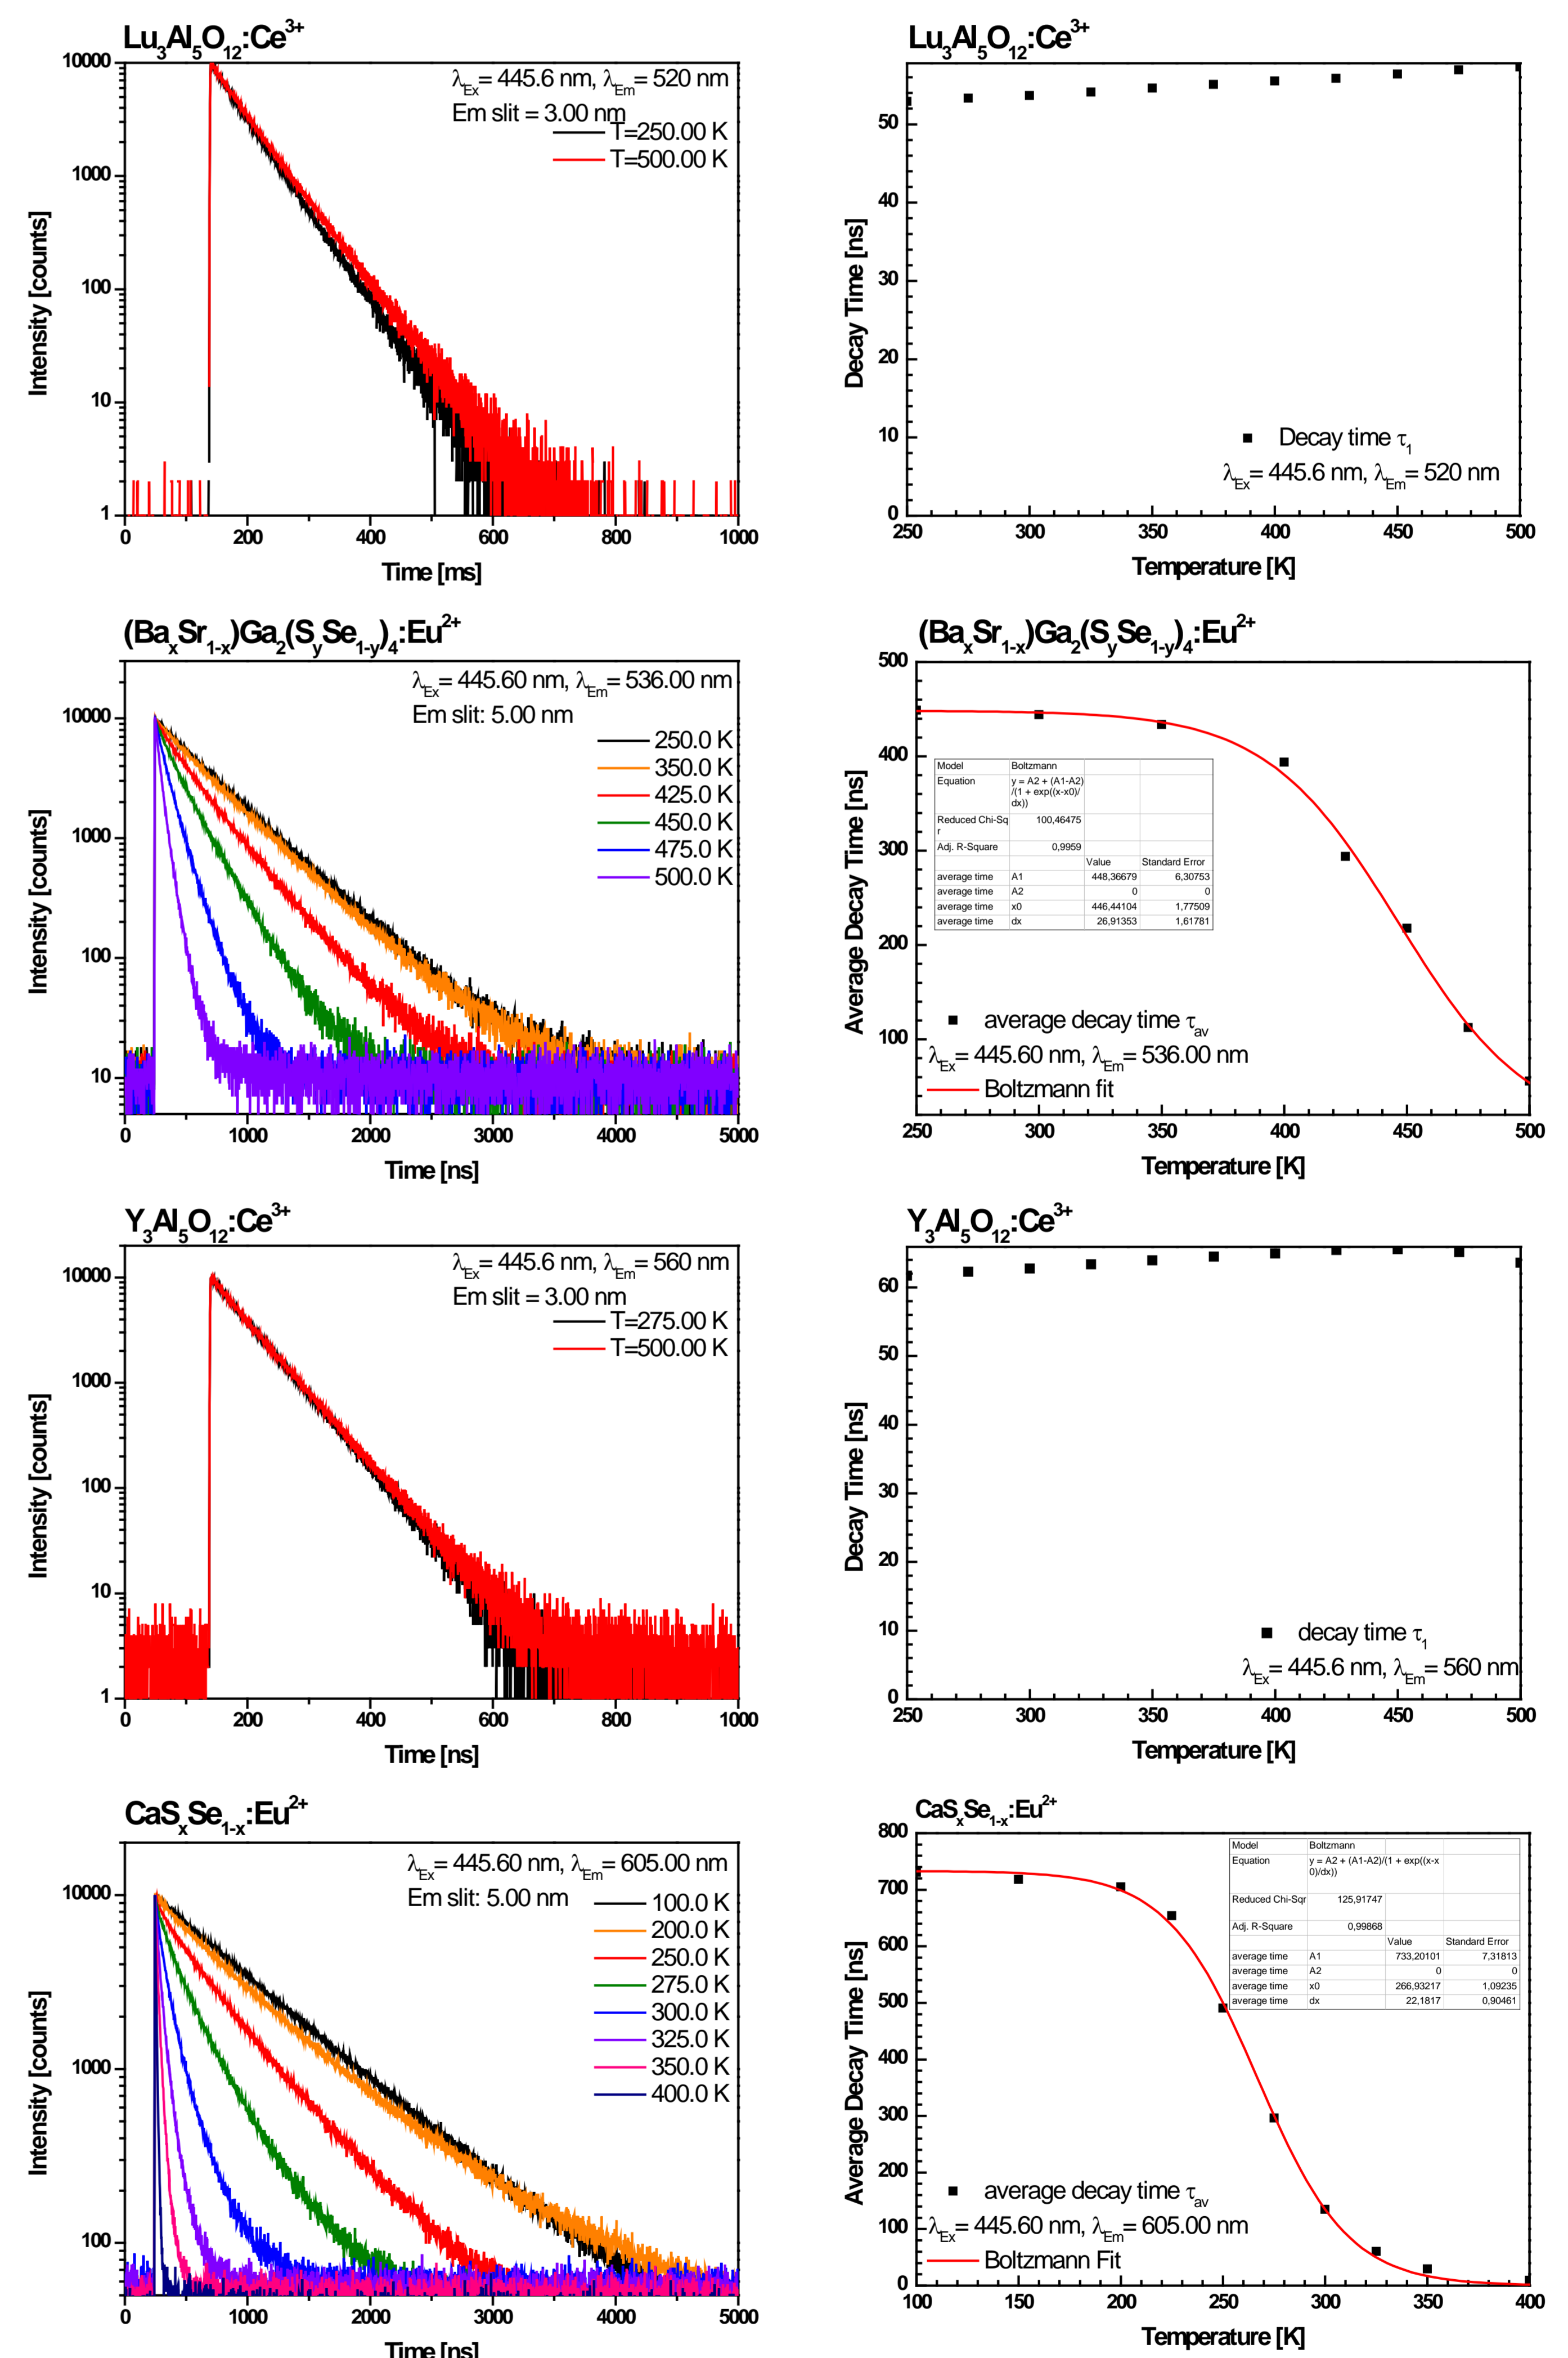 Lu3Al5O12:Ce3+
10000
1000
100
10
1
Intensity [counts]
λEx= 445.6 nm, λEm= 520 nm
Em slit = 3.00 nm
T=250.00 K
T=500.00 K
0 200 400 600 800 1000
Time [ms]
Lu3Al5O12:Ce3+
50
40
30
20
10
0
Decay Time [ns]
Decay time τ1
λEx= 445.6 nm, λEm= 520 nm
250 300 350 400 450 500
Temperature [K]
(BaxSr1-x)Ga2(SySe1-y)4:Eu2+
10000
1000
100
10
Intensity [counts]
λEx= 445.60 nm, λEm= 536.00 nm
Em slit: 5.00 nm
250.0 K
350.0 K
425.0 K
450.0 K
475.0 K
500.0 K
0 1000 2000 3000 4000 5000
Time [ns]
(BaxSr1-x)Ga2(SySe1-y)4:Eu2+
500
400
300
200
100
Average Decay Time [ns]
Model Boltzmann
Equation y = A2 + (A1-A2)
/(1 + exp((x-x0)/
dx))
Reduced Chi-Sq 100,46475
r
Adj. R-Square 0,9959
Value Standard Error
average time A1 448,36679 6,30753
average time A2 0 0
average time x0 446,44104 1,77509
average time dx 26,91353 1,61781
average decay time τav
λEx= 445.60 nm, λEm= 536.00 nm
Boltzmann fit
250 300 350 400 450 500
Temperature [K]
Y3Al5O12:Ce3+
10000
1000
100
10
1
Intensity [counts]
λEx= 445.6 nm, λEm= 560 nm
Em slit = 3.00 nm
T=275.00 K
T=500.00 K
0 200 400 600 800 1000
Time [ns]
Y3Al5O12:Ce3+
60
50
40
30
20
10
0
Decay Time [ns]
decay time τ1
λEx= 445.6 nm, λEm= 560 nm
250 300 350 400 450 500
Temperature [K]
CaSxSe1-x:Eu2+
10000
1000
100
Intensity [counts]
λEx= 445.60 nm, λEm= 605.00 nm
Em slit: 5.00 nm
100.0 K
200.0 K
250.0 K
275.0 K
300.0 K
325.0 K
350.0 K
400.0 K
0 1000 2000 3000 4000 5000
Time [ns]
CaSxSe1-x:Eu2+
800
700
600
500
400
300
200
100
0
Average Decay Time [ns]
Model Boltzmann
Equation y = A2 + (A1-A2)/(1 + exp((x-x
0)/dx))
Reduced Chi-Sqr 125,91747
Adj. R-Square 0,99868
Value Standard Error
average time A1 733,20101 7,31813
average time A2 0 0
average time x0 266,93217 1,09235
average time dx 22,1817 0,90461
average decay time τav
λEx= 445.60 nm, λEm= 605.00 nm
Boltzmann Fit
100 150 200 250 300 350 400
Temperature [K]